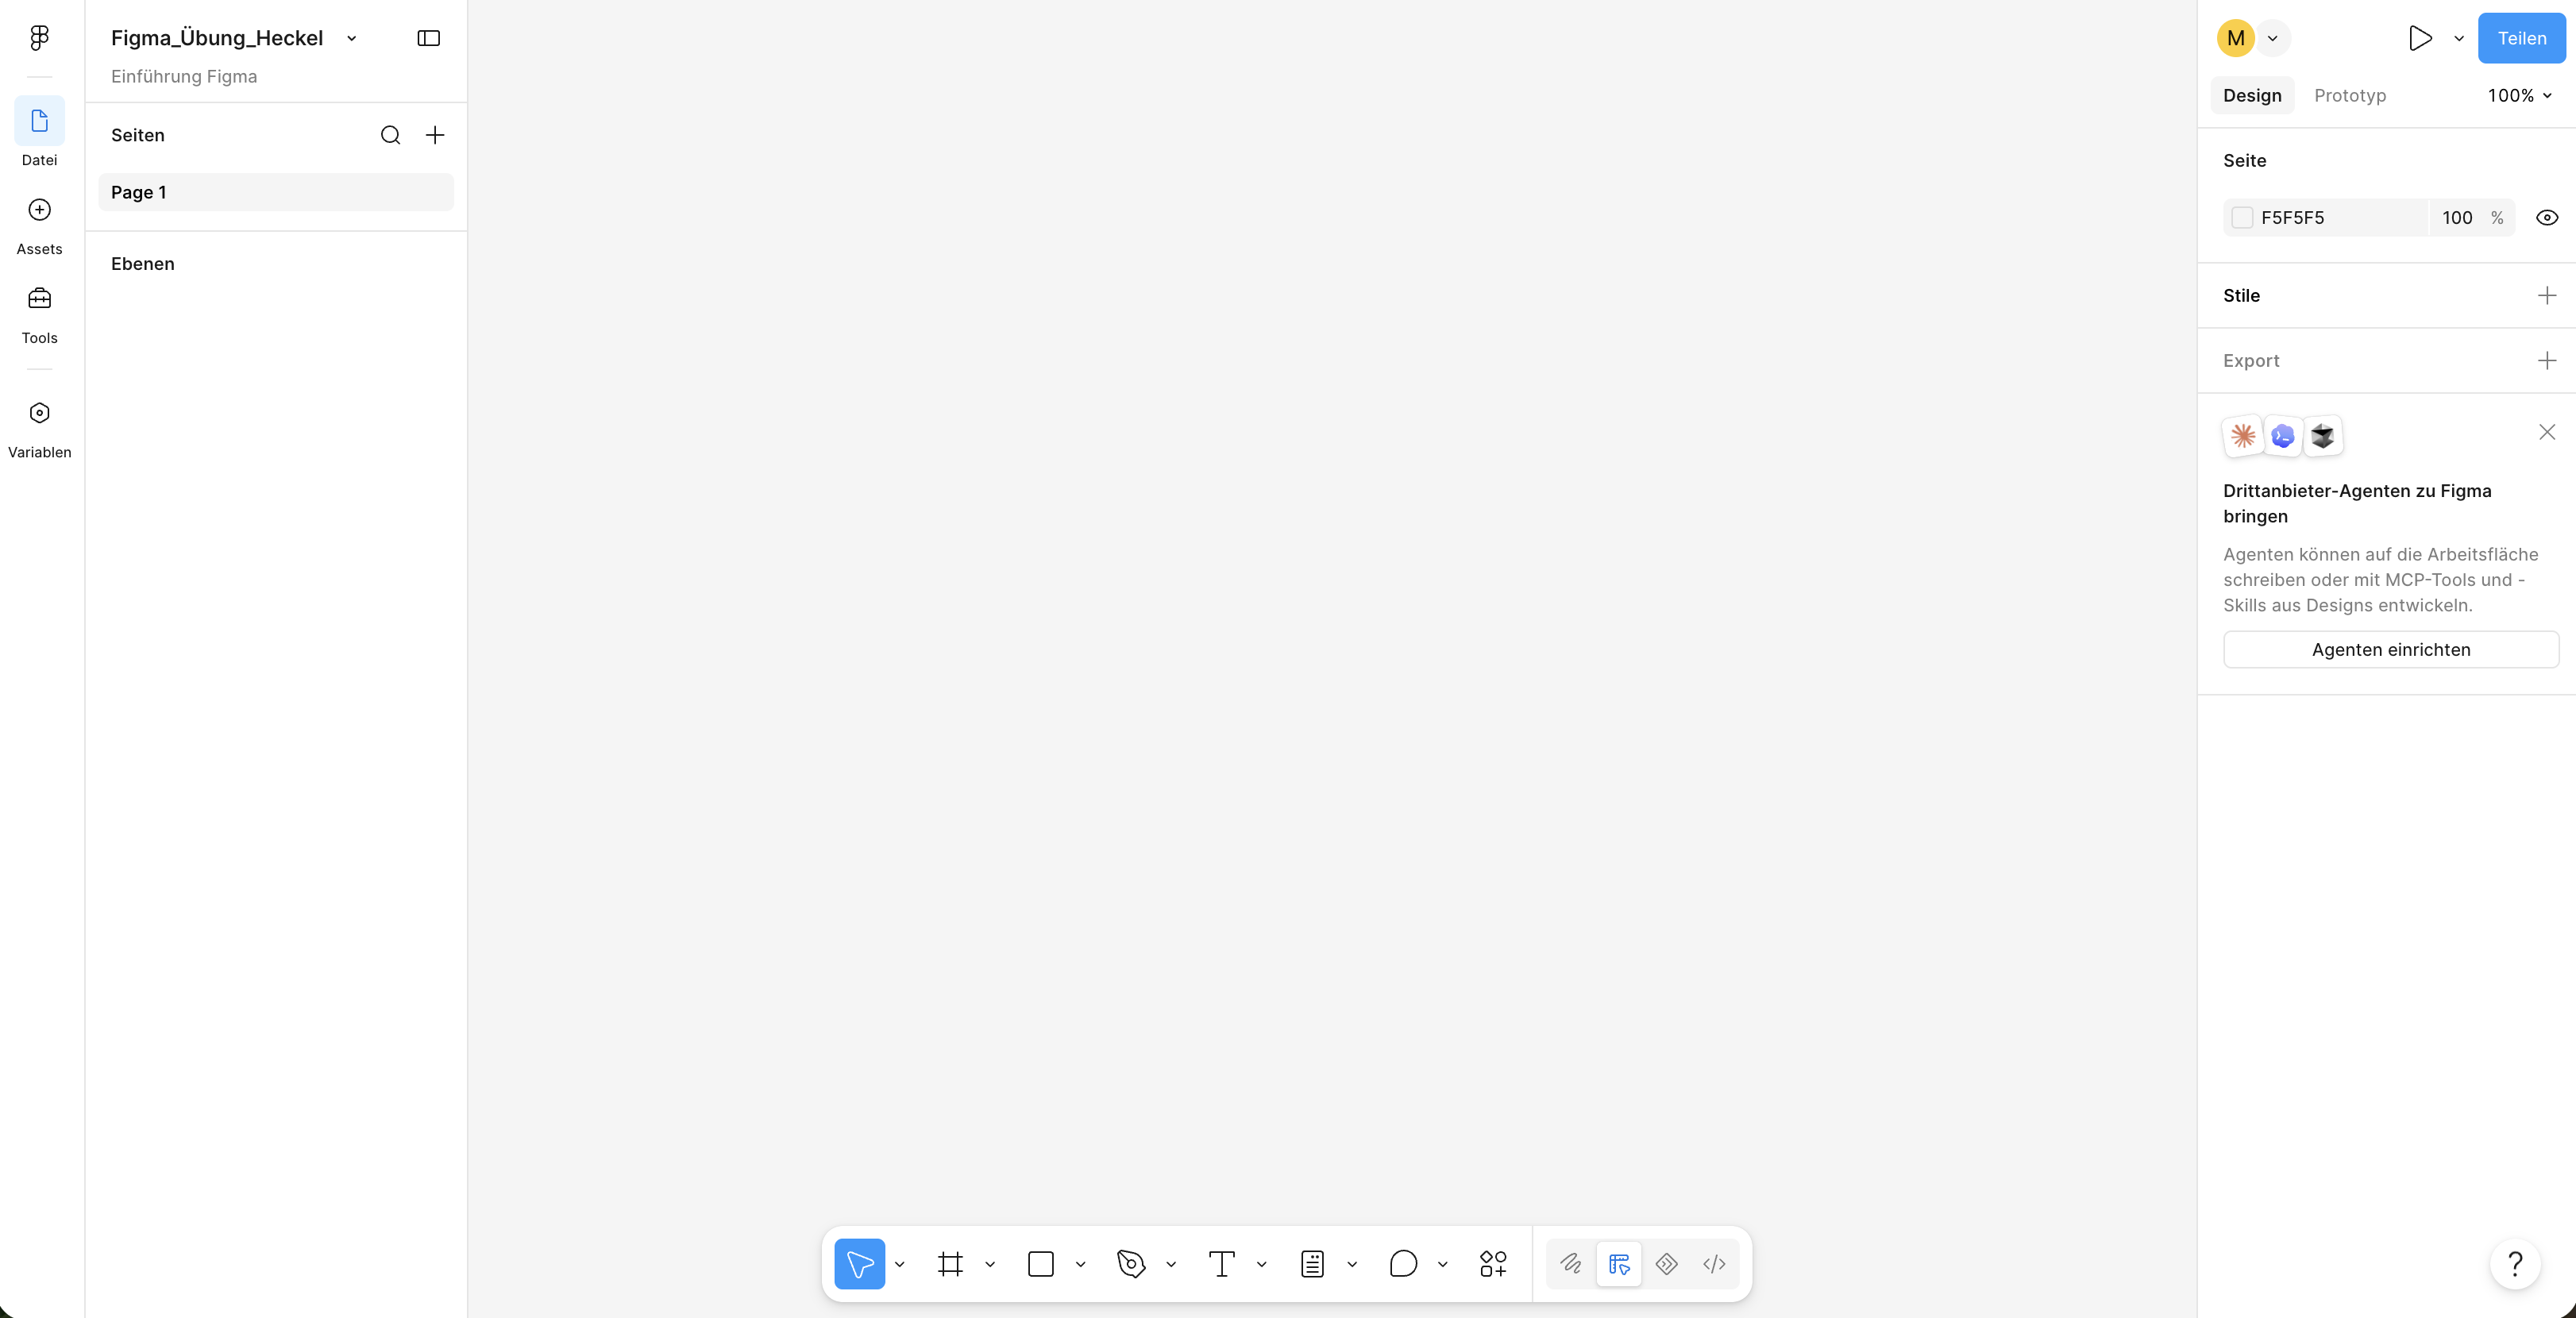 Figma_Übung_Heckel
Einführung Figma
Datei
Assets
Tools
Variablen
Seiten
Page 1
Ebenen
M
Teilen
Design
Prototyp
100%
Seite
F5F5F5 100 %
Stile
Export
Drittanbieter-Agenten zu Figma
bringen
Agenten können auf die Arbeitsfläche
schreiben oder mit MCP-Tools und -
Skills aus Designs entwickeln.
Agenten einrichten
?